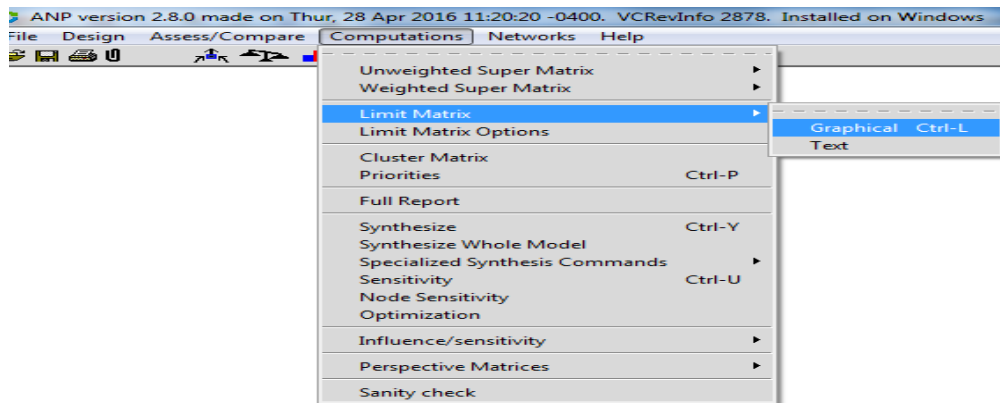 ANP version 2.8.0 made on Thur, 28 Apr 2016 11:20:20 -0400. VCRevInfo 2878. Installed on Windows
File Design Assess/Compare Computations Networks Help
Unweighted Super Matrix
Weighted Super Matrix
Limit Matrix
Graphical Ctrl-L
Limit Matrix Options
Text
Cluster Matrix
Priorities Ctrl-P
Full Report
Synthesize Ctrl-Y
Synthesize Whole Model
Specialized Synthesis Commands
Sensitivity Ctrl-U
Node Sensitivity
Optimization
Influence/sensitivity
Perspective Matrices
Sanity check